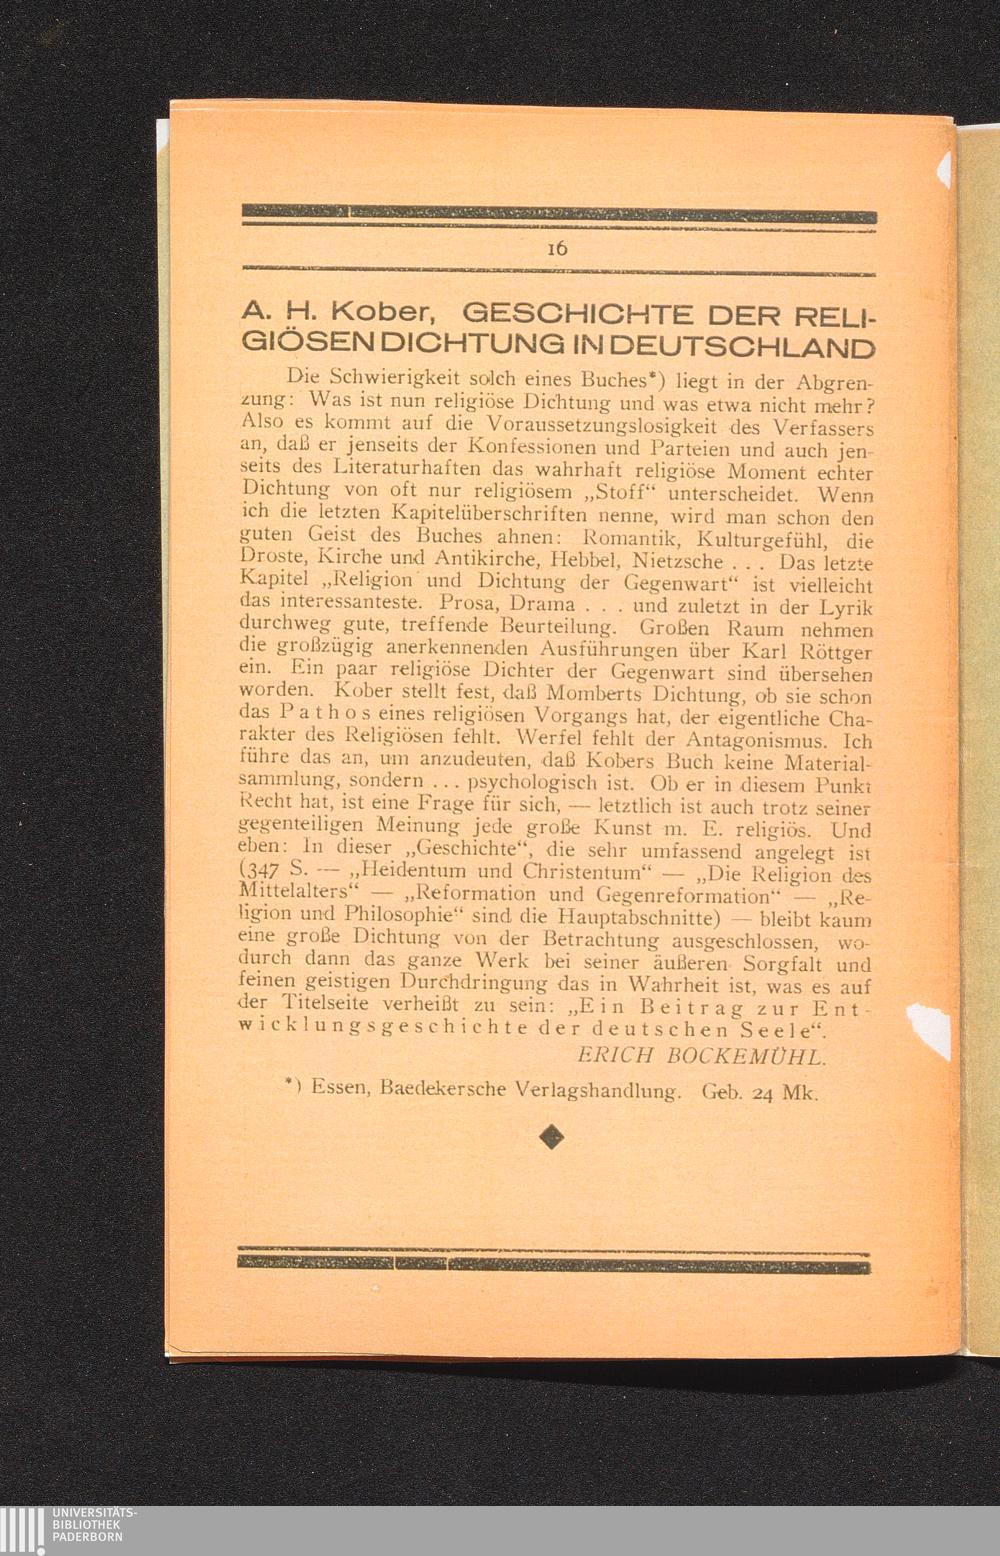 16
A. H. Kober, GESCHICHTE DER RELI-
GIÖSEN DICHTUNG IN DEUTSCHLAND
Die Schwierigkeit solch eines Buches*) liegt in der Abgren-
zung: Was ist nun religiöse Dichtung und was etwa nicht mehr?
Also es kommt auf die Voraussetzungslosigkeit des Verfassers
an, daß er jenseits der Konfessionen und Parteien und auch jen-
seits des Literaturhaften das wahrhaft religiöse Moment echter
Dichtung von oft nur religiösem „Stoff“ unterscheidet. Wenn
ich die letzten Kapitelüberschriften nenne, wird man schon den
guten Geist des Buches ahnen: Romantik, Kulturgefühl, die
Droste, Kirche und Antikirche, Hebbel, Nietzsche . . . Das letzte
Kapitel „Religion und Dichtung der Gegenwart“ ist vielleicht
das interessanteste. Prosa, Drama . . . und zuletzt in der Lyrik
durchweg gute, treffende Beurteilung. Großen Raum nehmen
die großzügig anerkennenden Ausführungen über Karl Röttger
ein. Ein paar religiöse Dichter der Gegenwart sind übersehen
worden. Kober stellt fest, daß Momberts Dichtung, ob sie schon
das Pathos eines religiösen Vorgangs hat, der eigentliche Cha-
rakter des Religiösen fehlt. Werfel fehlt der Antagonismus. Ich
führe das an, um anzudeuten, daß Kobers Buch keine Material-
sammlung, sondern . . . psychologisch ist. Ob er in diesem Punkt
Recht hat, ist eine Frage für sich, — letztlich ist auch trotz seiner
gegenteiligen Meinung jede große Kunst m. E. religiös. Und
eben: In dieser „Geschichte“, die sehr umfassend angelegt ist
(347 S. — „Heidentum und Christentum“ — „Die Religion des
Mittelalters“ — „Reformation und Gegenreformation“ — „Re-
ligion und Philosophie“ sind die Hauptabschnitte) — bleibt kaum
eine große Dichtung von der Betrachtung ausgeschlossen, wo-
durch dann das ganze Werk bei seiner äußeren Sorgfalt und
feinen geistigen Durchdringung das in Wahrheit ist, was es auf
der Titelseite verheißt zu sein: „Ein Beitrag zur Ent-
wicklungsgeschichte der deutschen Seele“.
ERICH BOCKEMÜHL.
*) Essen, Baedekersche Verlagshandlung. Geb. 24 Mk.
UNIVERSITÄTS-
BIBLIOTHEK
PADERBORN